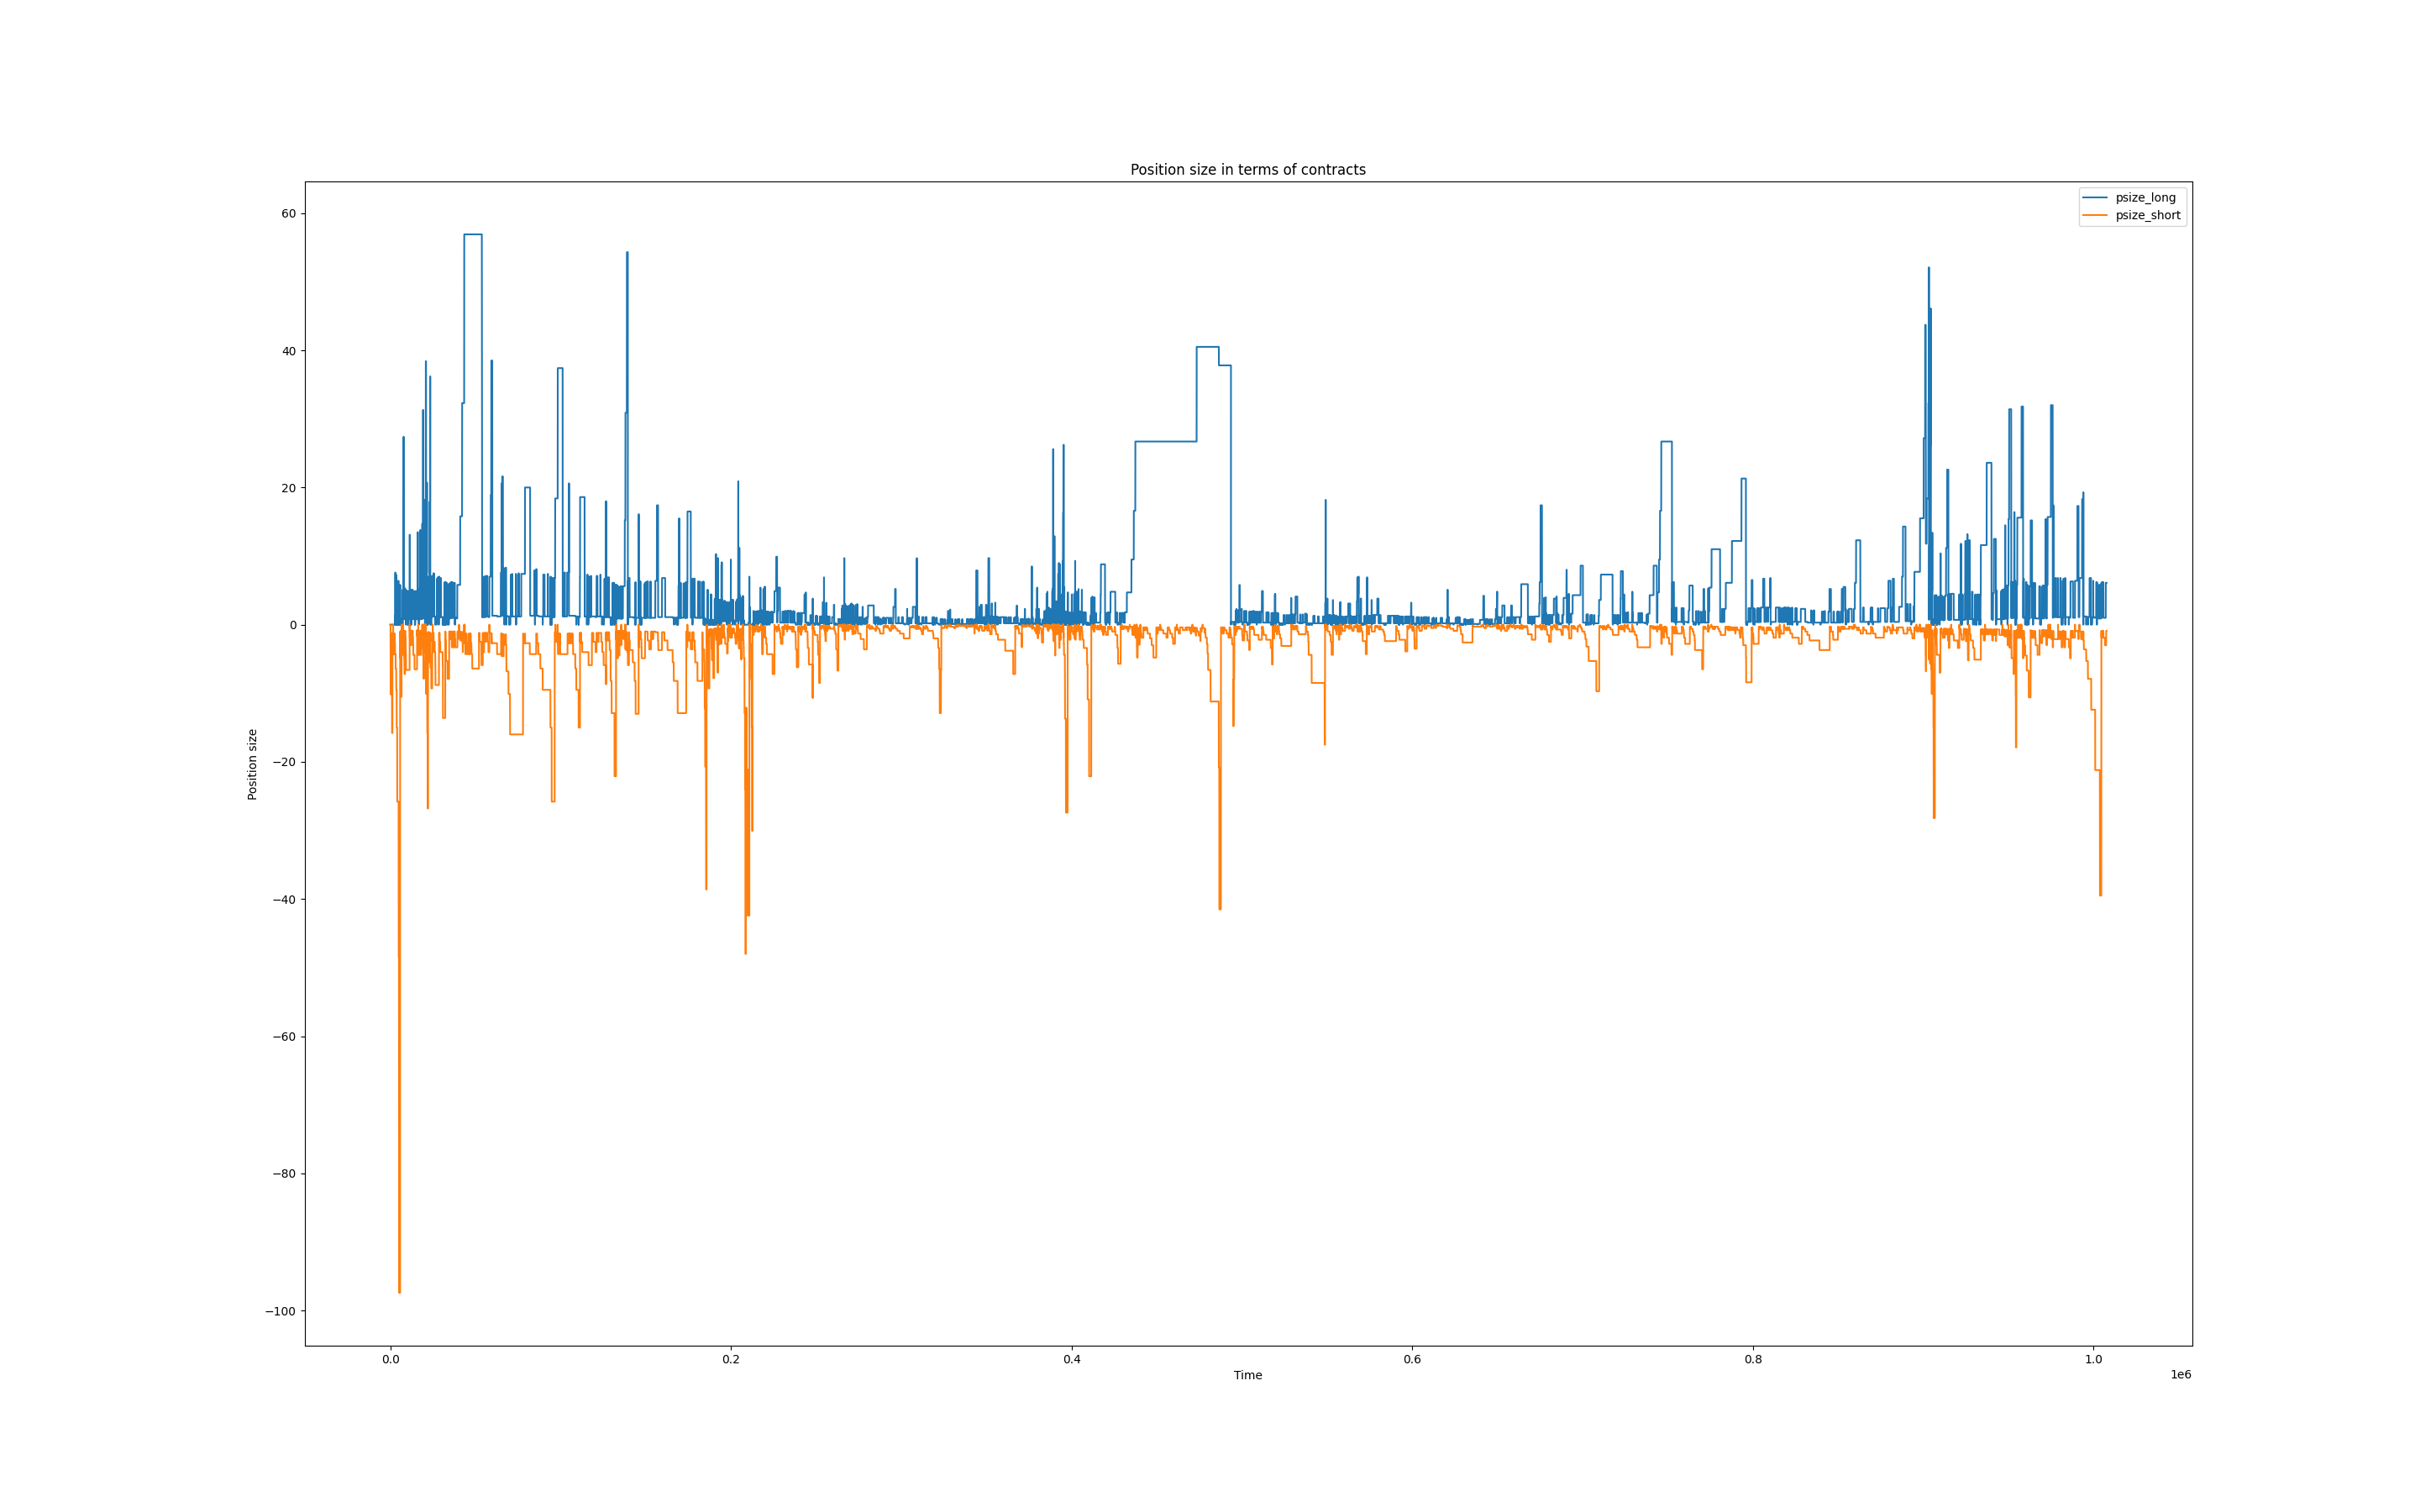 Position size in terms of contracts
psize_long
psize_short
60
40
20
0
−20
−40
−60
−80
−100
Position size
0.0 0.2 0.4 0.6 0.8 1.0
Time
1e6